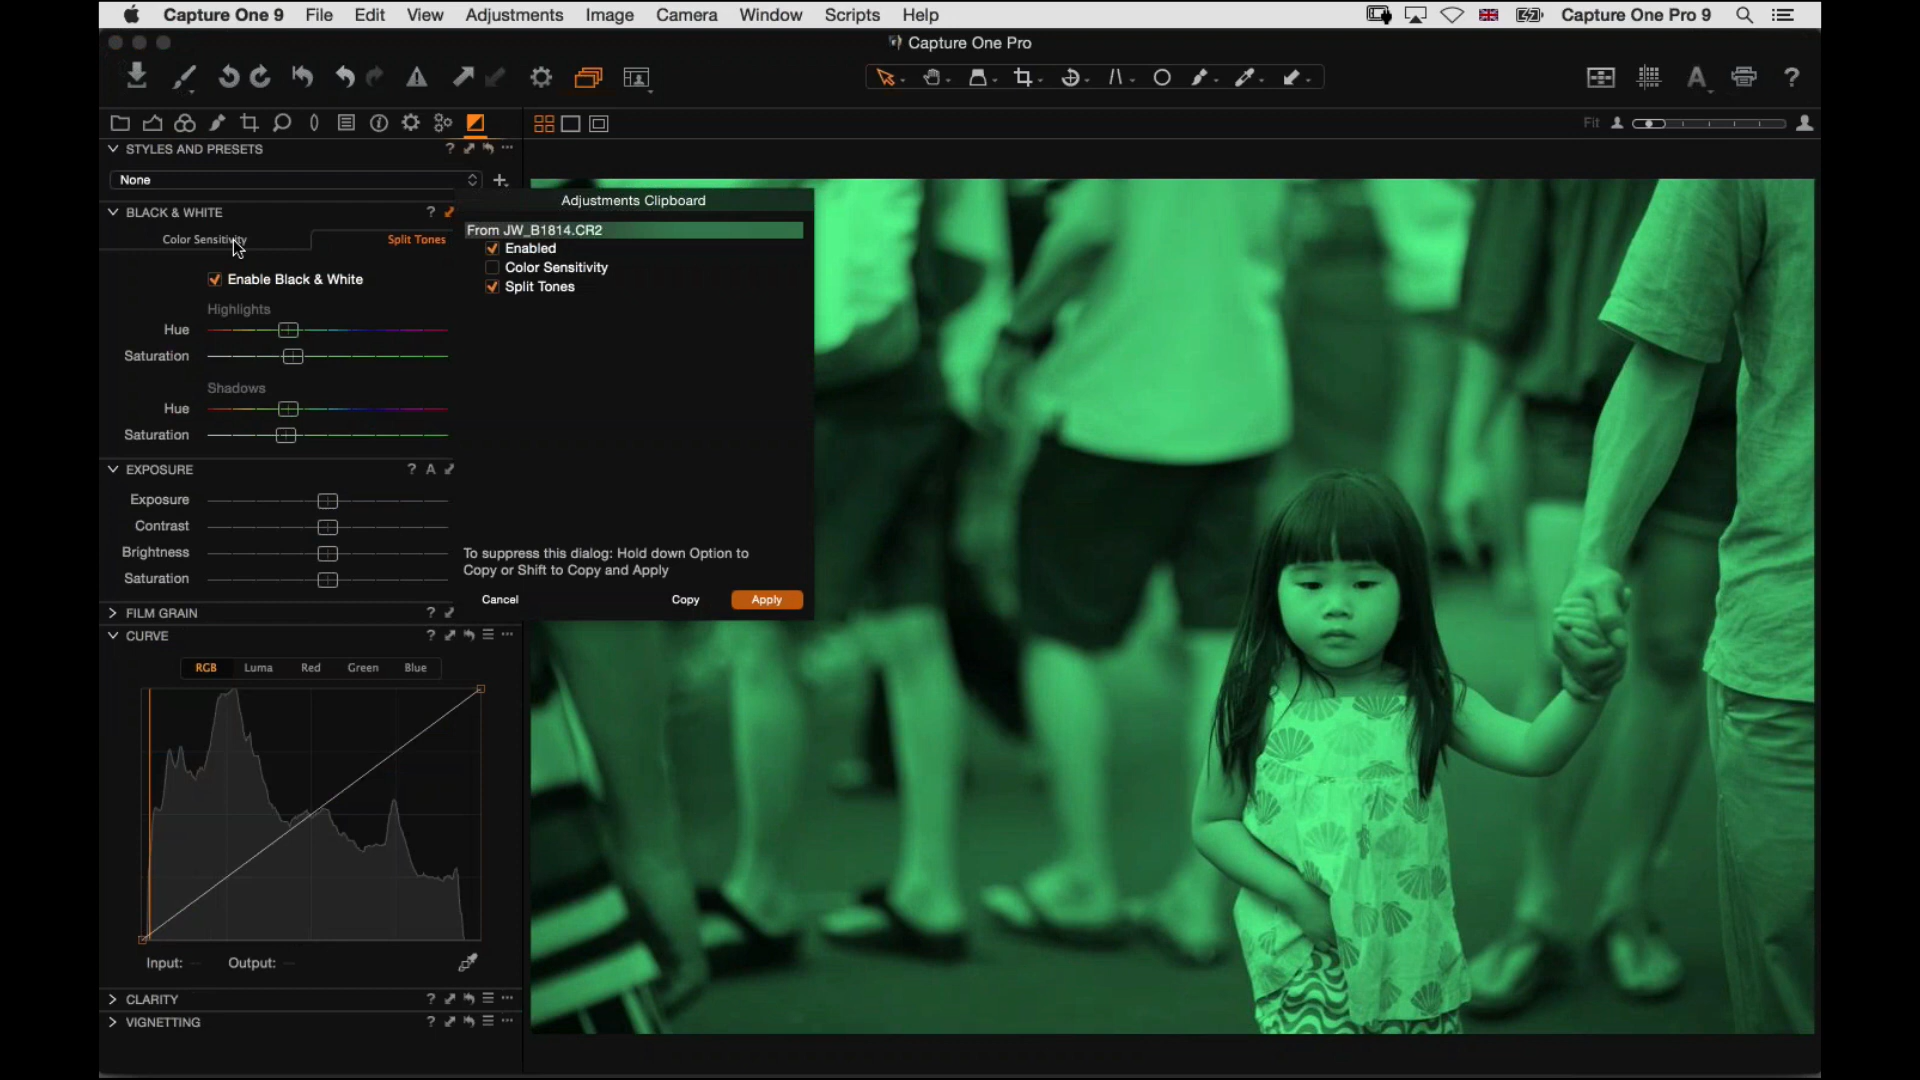 Capture One 9 File Edit View Adjustments Image Camera Window Scripts Help Capture One Pro 9
Capture One Pro
A ?
Fit
STYLES AND PRESETS ?
None
BLACK & WHITE ?
Color Sensitivity Split Tones
Enable Black & White
Highlights
Hue
Saturation
Shadows
Hue
Saturation
EXPOSURE ? A
Exposure
Contrast
Brightness
Saturation
FILM GRAIN ?
CURVE ?
RGB Luma Red Green Blue
Input: -- Output: --
CLARITY ?
VIGNETTING ?
Adjustments Clipboard
From JW_B1814.CR2
Enabled
Color Sensitivity
Split Tones
To suppress this dialog: Hold down Option to
Copy or Shift to Copy and Apply
Cancel Copy Apply